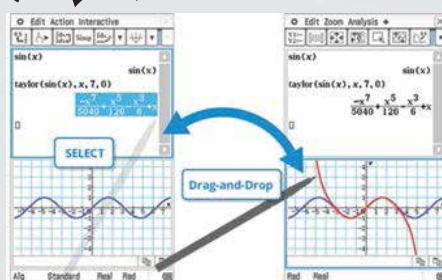 Edit Action Interactive
sin(x)
sin(x)
taylor(sin(x),x,7,0)
-x^7/5040+x^5/120-x^3/6+x
SELECT
Alg Standard Real Rad
Drag-and-Drop
Edit Zoom Analysis
sin(x)
sin(x)
taylor(sin(x),x,7,0)
-x^7/5040+x^5/120-x^3/6+x
Rad Real